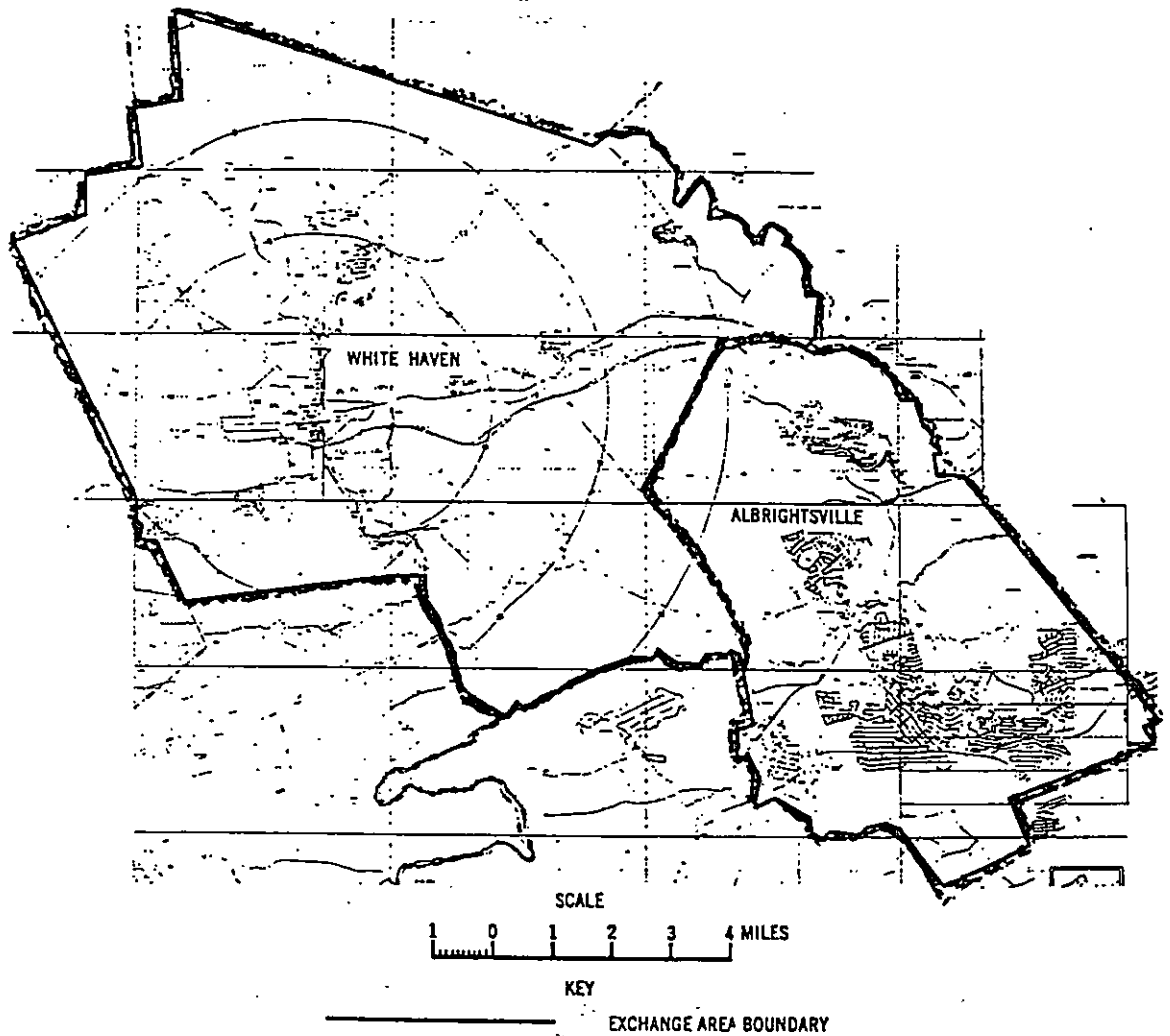 WHITE HAVEN
ALBRIGHTSVILLE
SCALE
1 0 1 2 3 4 MILES
KEY
EXCHANGE AREA BOUNDARY